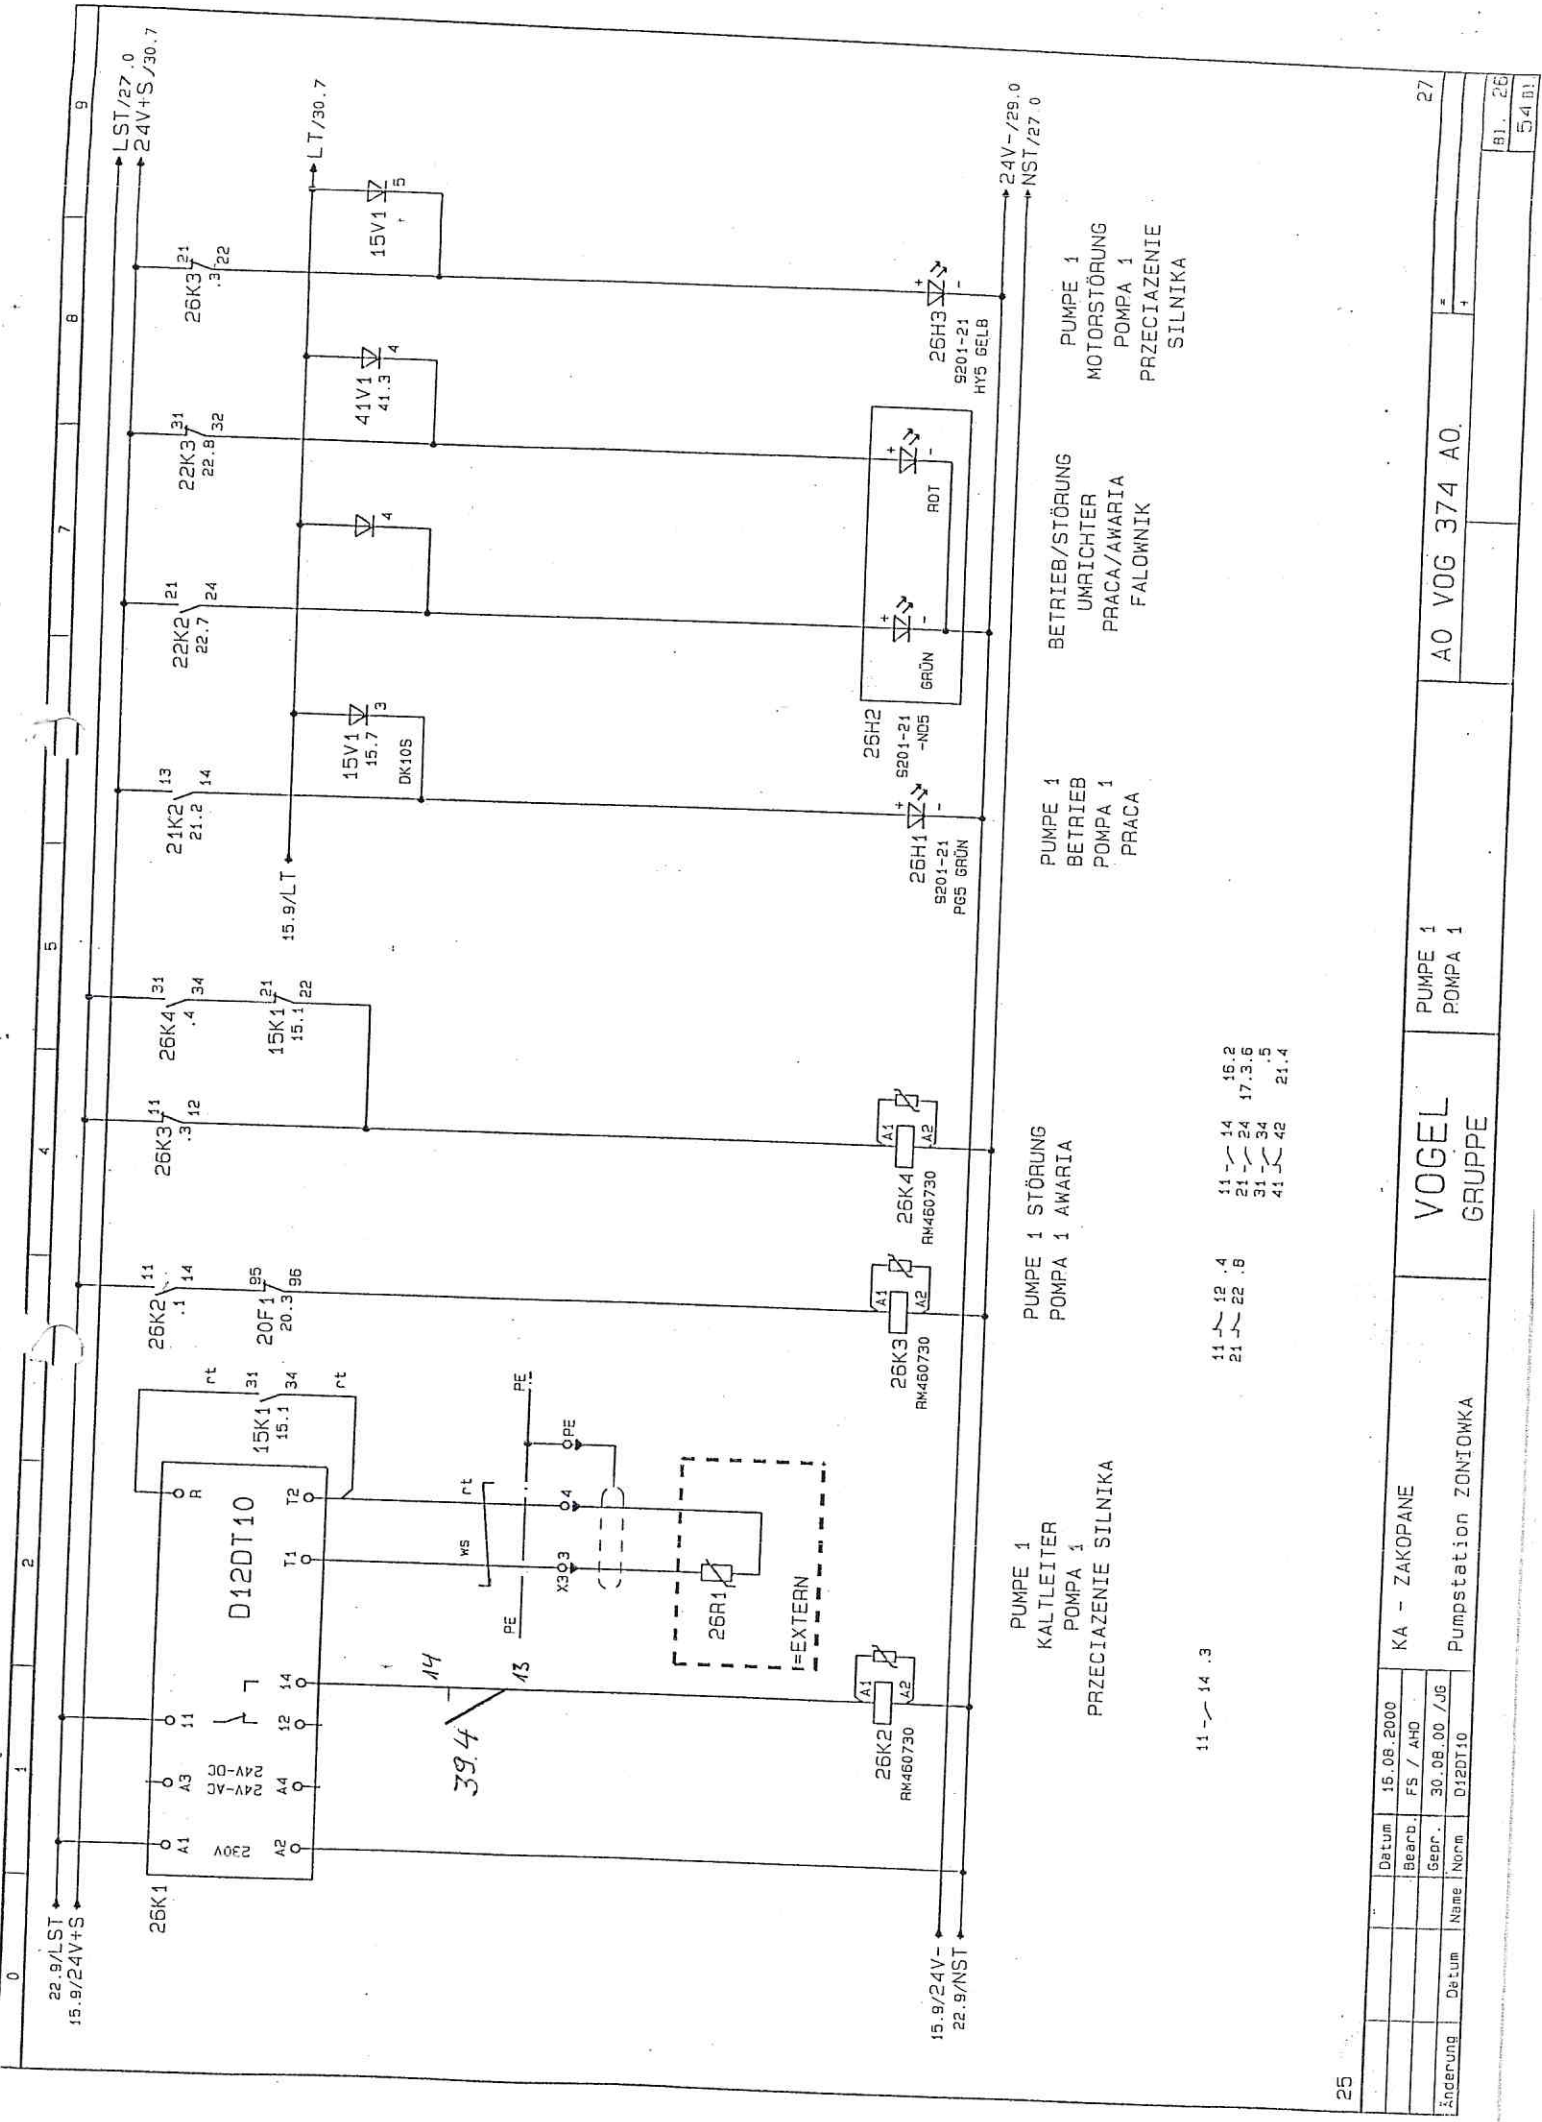 0
1
2
4
5
7
8
9
22.9/LST
15.9/24V+S
LST/27.0
24V+S/30.7
26K1
A1
A3
11
R
230V
24V-AC
24V-DC
D12DT10
A2
A4
12
14
T1
T2
rt
15K1
15.1
31
34
rt
39.4
14
13
PE
ws
rt
PE
X3
3
4
PE
26R1
!=EXTERN
26K2
RM460730
A1
A2
26K2
.1
11
14
20F1
20.3
95
96
26K3
RM460730
A1
A2
26K3
.3
11
12
26K4
RM460730
A1
A2
26K4
.4
31
34
15K1
15.1
21
22
15.9/LT
LT/30.7
21K2
21.2
13
14
15V1
15.7
3
DK10S
26H1
9201-21
PG5 GRÜN
+
-
22K2
22.7
21
24
4
26H2
9201-21
-ND5
GRÜN
+
-
22K3
22.8
31
32
41V1
41.3
4
ROT
+
-
26K3
.3
21
22
15V1
5
26H3
9201-21
HY5 GELB
+
-
15.9/24V-
22.9/NST
24V-/29.0
NST/27.0
PUMPE 1
KALTLEITER
POMPA 1
PRZECIAZENIE SILNIKA
PUMPE 1 STÖRUNG
POMPA 1 AWARIA
PUMPE 1
BETRIEB
POMPA 1
PRACA
BETRIEB/STÖRUNG
UMRICHTER
PRACA/AWARIA
FALOWNIK
PUMPE 1
MOTORSTÖRUNG
POMPA 1
PRZECIAZENIE
SILNIKA
11 14 .3
11 12 .4
21 22 .8
11 14 16.2
21 24 17.3.6
31 34 .5
41 42 21.4
25
27
Datum 16.08.2000
Bearb. FS / AHO
Gepr. 30.08.00 /JG
Änderung Datum Name Norm D12DT10
KA - ZAKOPANE
Pumpstation ZONIOWKA
VOGEL
GRUPPE
PUMPE 1
POMPA 1
AO VOG 374 AO.
=
+
Bl. 26
54 Bl.